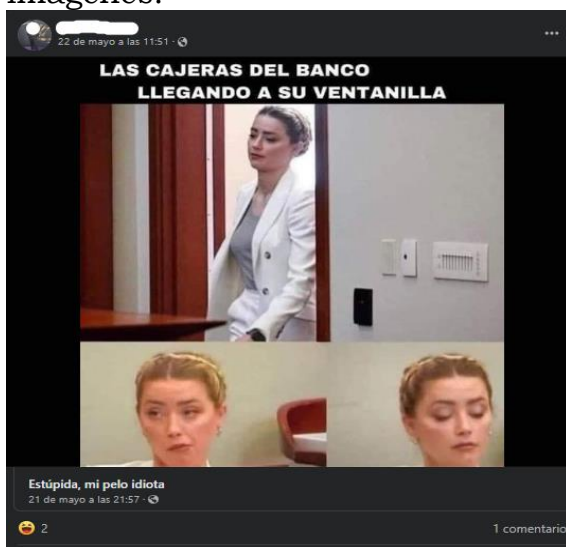 imágenes.
22 de mayo a las 11:51 ·
LAS CAJERAS DEL BANCO
LLEGANDO A SU VENTANILLA
Estúpida, mi pelo idiota
21 de mayo a las 21:57 ·
2
1 comentario